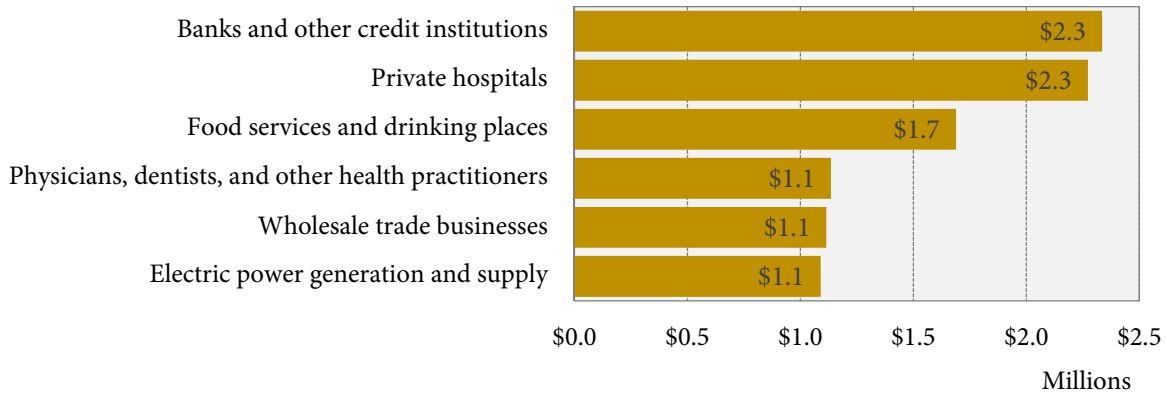 Banks and other credit institutions $2.3
Private hospitals $2.3
Food services and drinking places $1.7
Physicians, dentists, and other health practitioners $1.1
Wholesale trade businesses $1.1
Electric power generation and supply $1.1
$0.0 $0.5 $1.0 $1.5 $2.0 $2.5
Millions